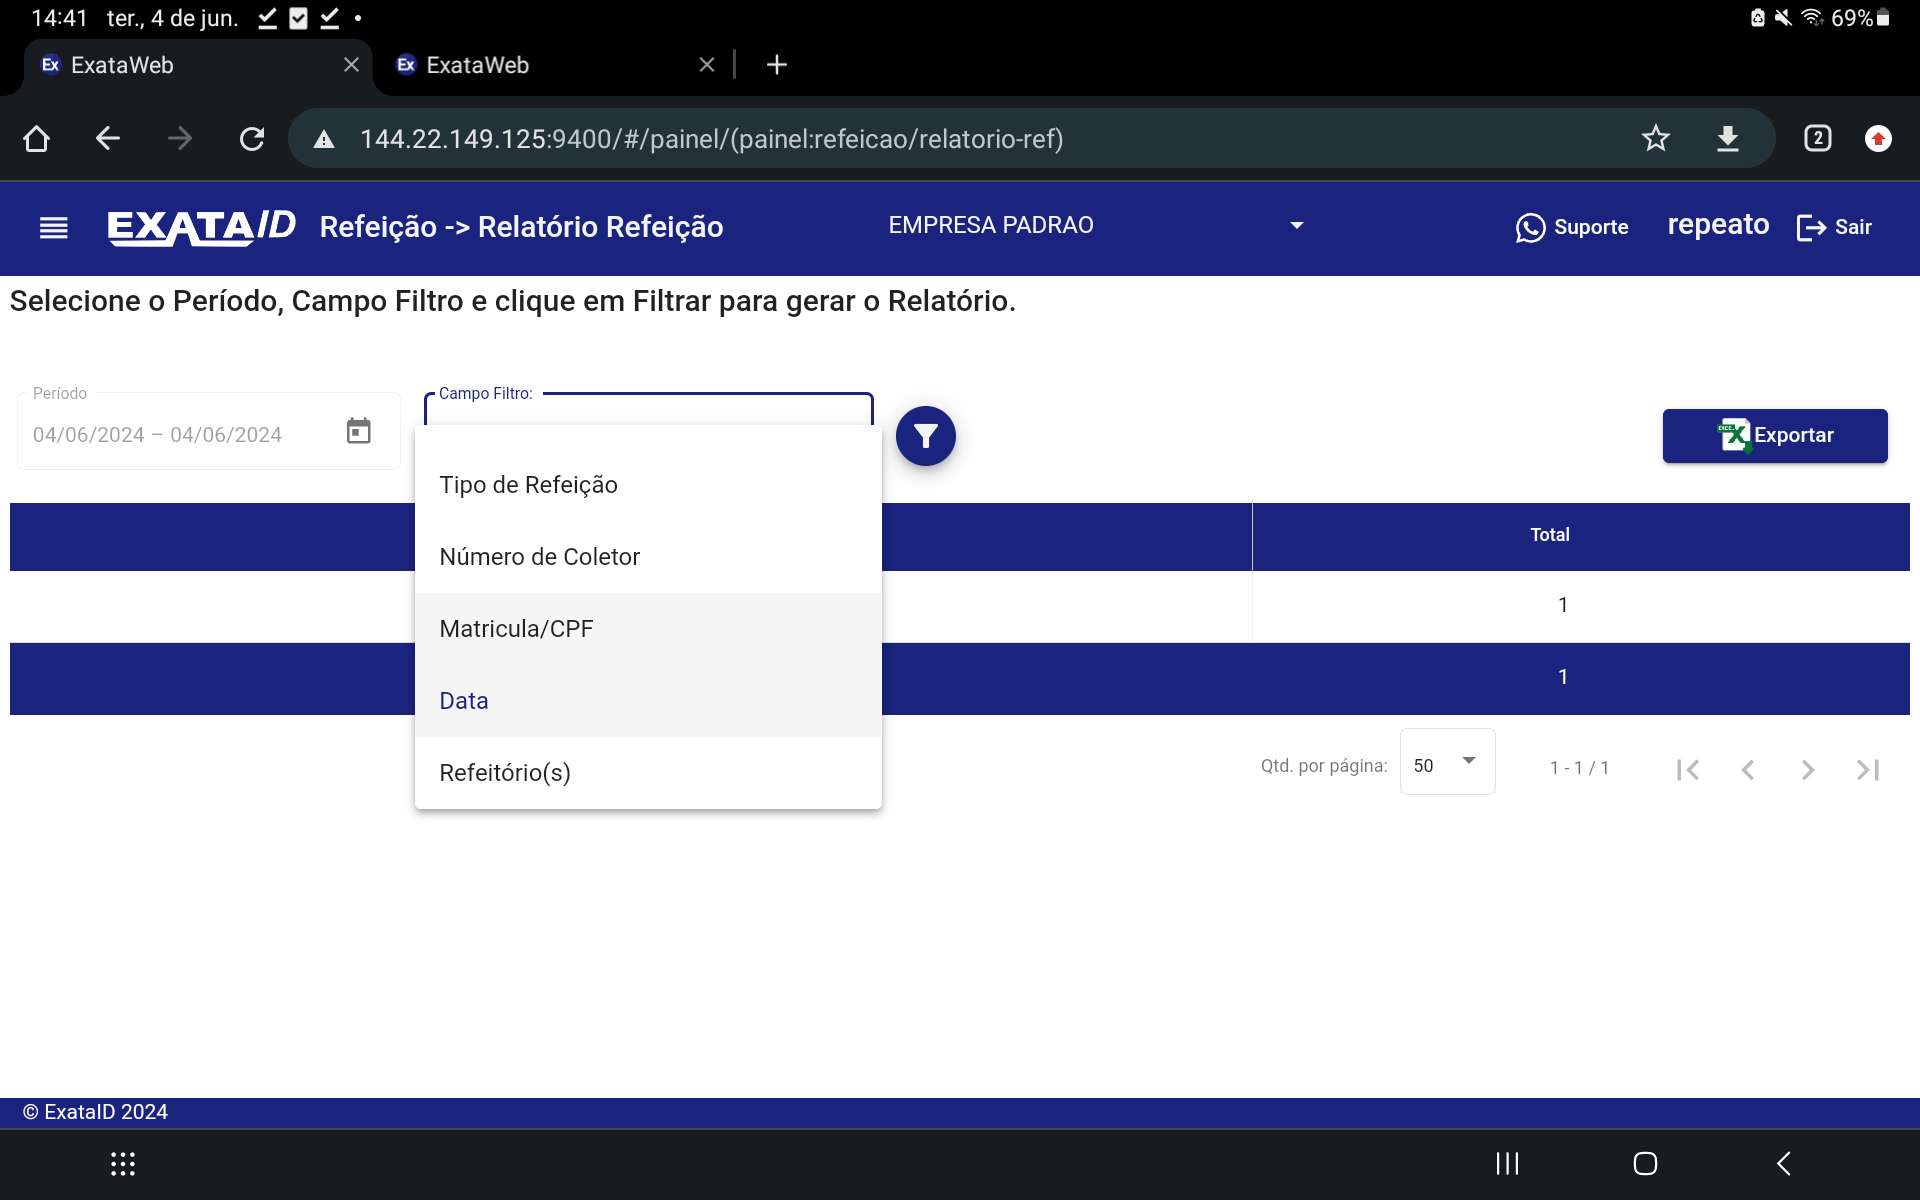 14:41 ter., 4 de jun.
69%
Ex ExataWeb
Ex ExataWeb
144.22.149.125:9400/#/painel/(painel:refeicao/relatorio-ref)
2
EXATAID Refeição -> Relatório Refeição
EMPRESA PADRAO
Suporte
repeato
Sair
Selecione o Período, Campo Filtro e clique em Filtrar para gerar o Relatório.
Período
04/06/2024 – 04/06/2024
Campo Filtro:
Exportar
Tipo de Refeição
Número de Coletor
Matricula/CPF
Data
Refeitório(s)
Total
1
1
Qtd. por página: 50
1 - 1 / 1
© ExataID 2024